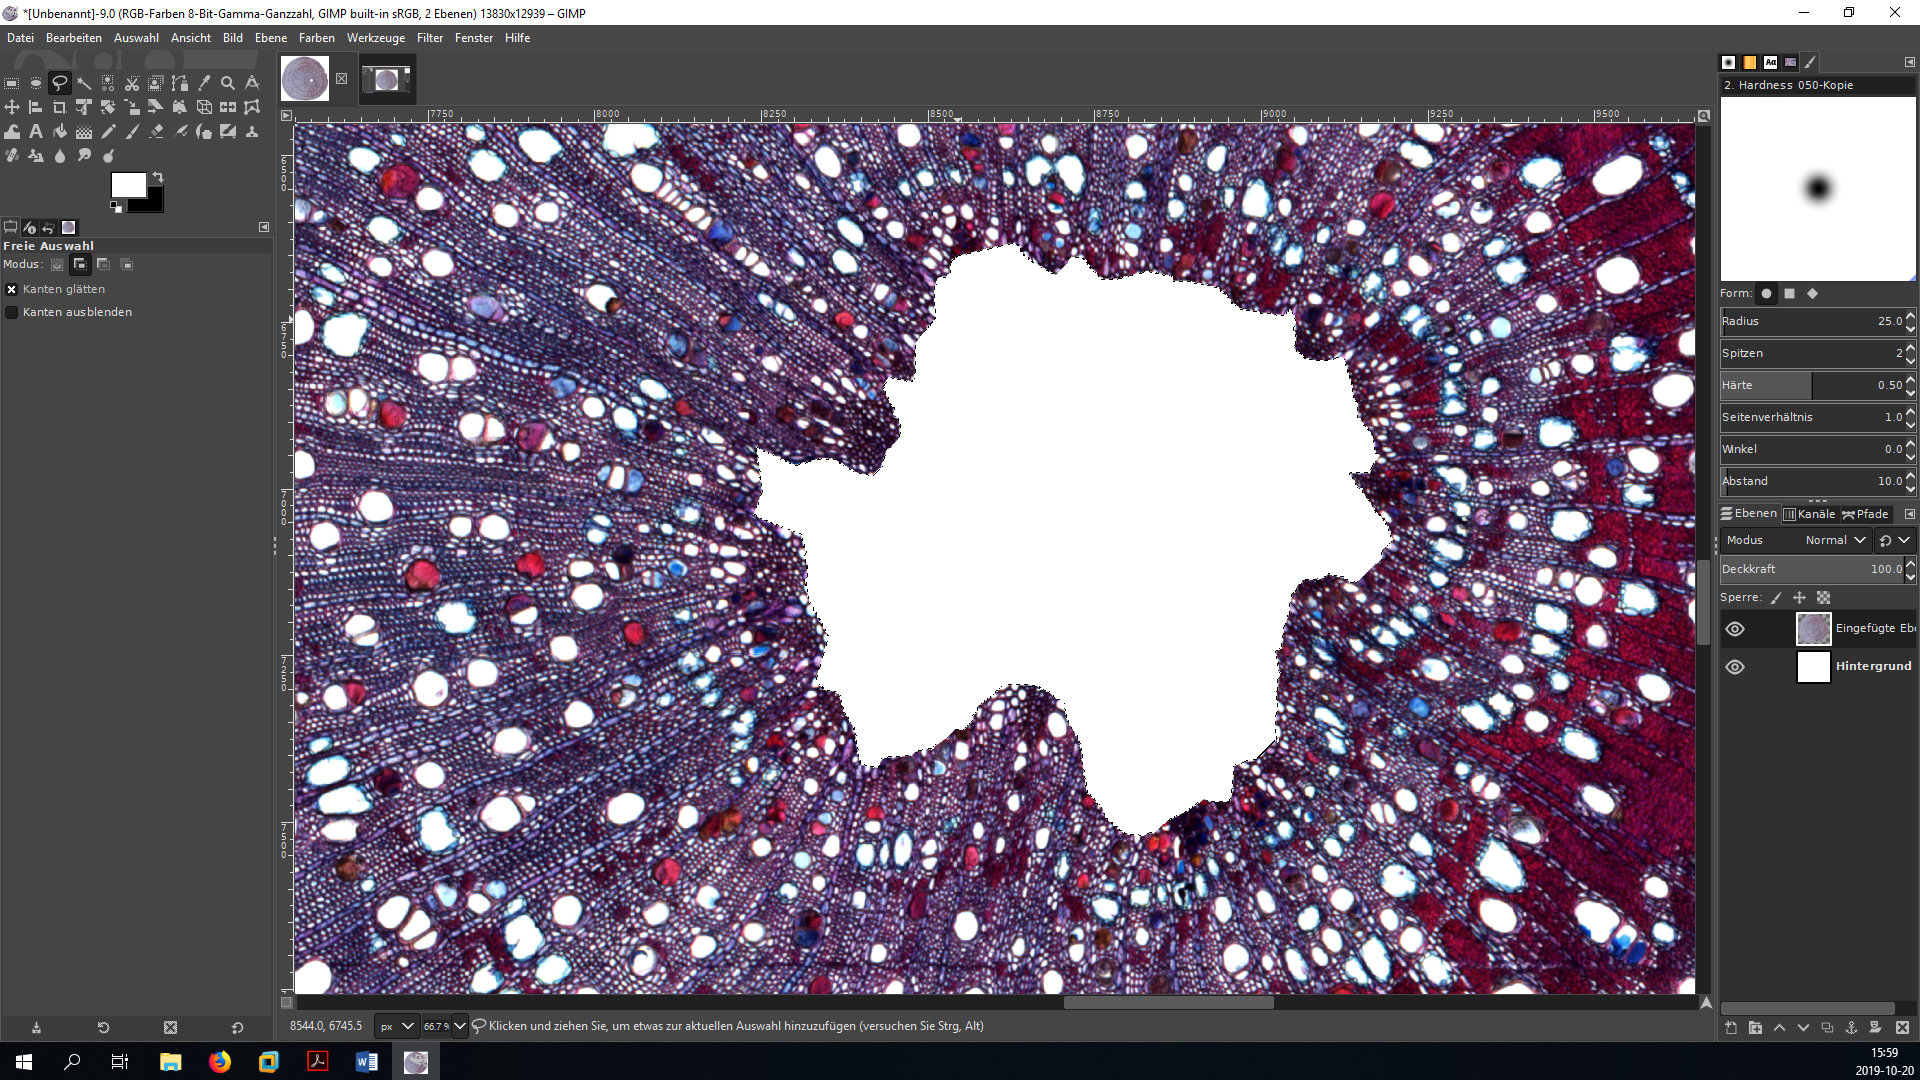 *[Unbenannt]-9.0 (RGB-Farben 8-Bit-Gamma-Ganzzahl, GIMP built-in sRGB, 2 Ebenen) 13830x12939 – GIMP
Datei Bearbeiten Auswahl Ansicht Bild Ebene Farben Werkzeuge Filter Fenster Hilfe
7750 8000 8250 8500 8750 9000 9250 9500
6500
6750
7000
7250
7500
Freie Auswahl
Modus:
Kanten glätten
Kanten ausblenden
2. Hardness 050-Kopie
Form:
Radius 25.0
Spitzen 2
Härte 0.50
Seitenverhältnis 1.0
Winkel 0.0
Abstand 10.0
Ebenen Kanäle Pfade
Modus Normal
Deckkraft 100.0
Sperre:
Eingefügte Eb
Hintergrund
8544.0, 6745.5 px 66.7 % Klicken und ziehen Sie, um etwas zur aktuellen Auswahl hinzuzufügen (versuchen Sie Strg, Alt)
15:59
2019-10-20